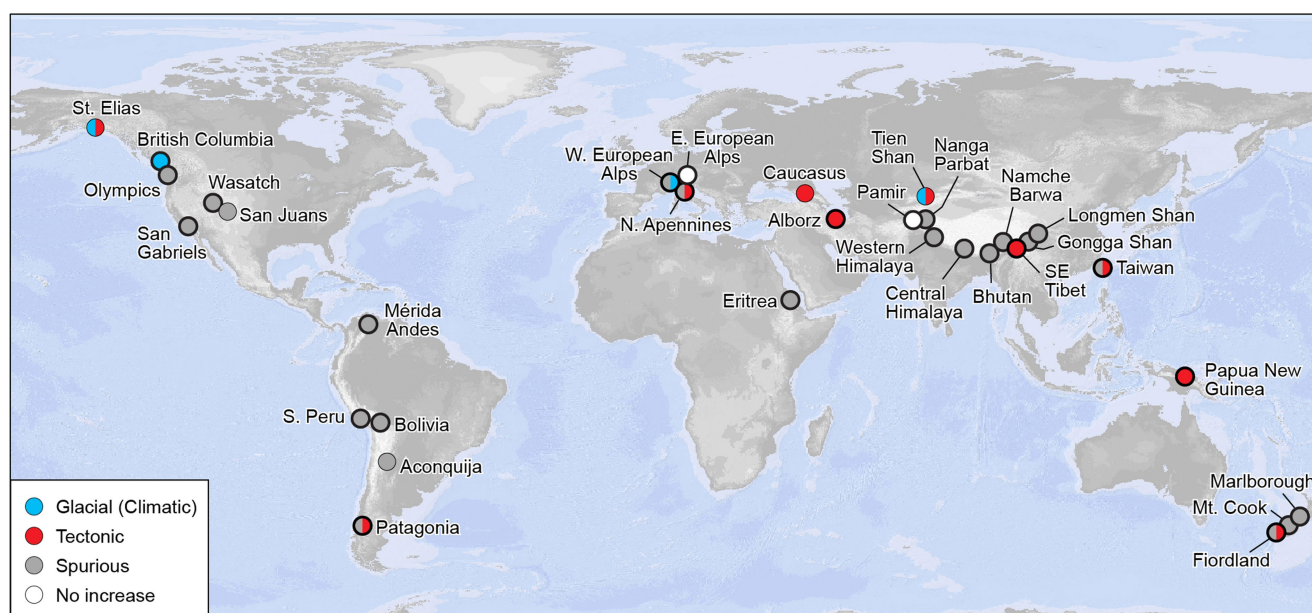 St. Elias
British Columbia
Olympics
Wasatch
San Juans
San
Gabriels
Mérida
Andes
S. Peru
Bolivia
Aconquija
Patagonia
W. European
Alps
E. European
Alps
N. Apennines
Caucasus
Alborz
Eritrea
Tien
Shan
Pamir
Nanga
Parbat
Western
Himalaya
Central
Himalaya
Namche
Barwa
Bhutan
Longmen Shan
Gongga Shan
SE
Tibet
Taiwan
Papua New
Guinea
Marlborough
Mt. Cook
Fiordland
Glacial (Climatic)
Tectonic
Spurious
No increase